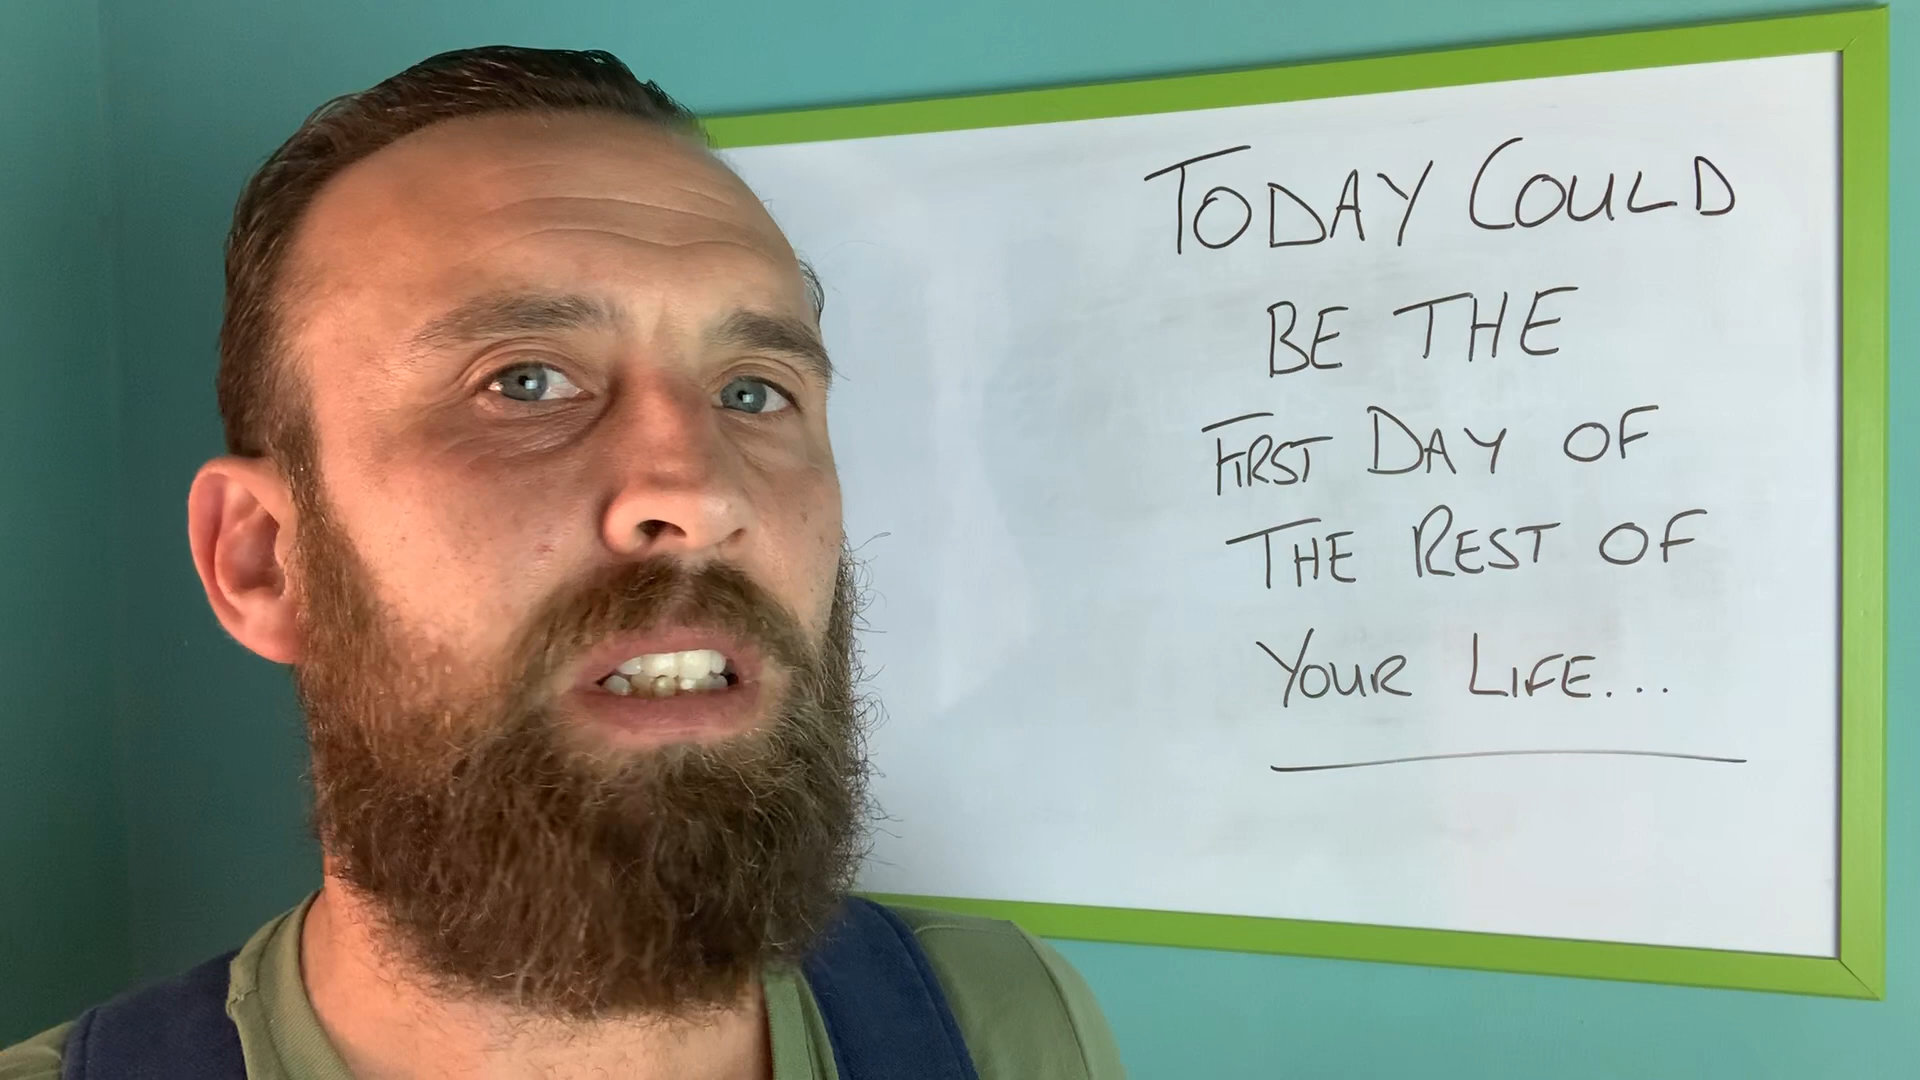 TODAY COULD
BE THE
FIRST DAY OF
THE REST OF
YOUR LIFE...